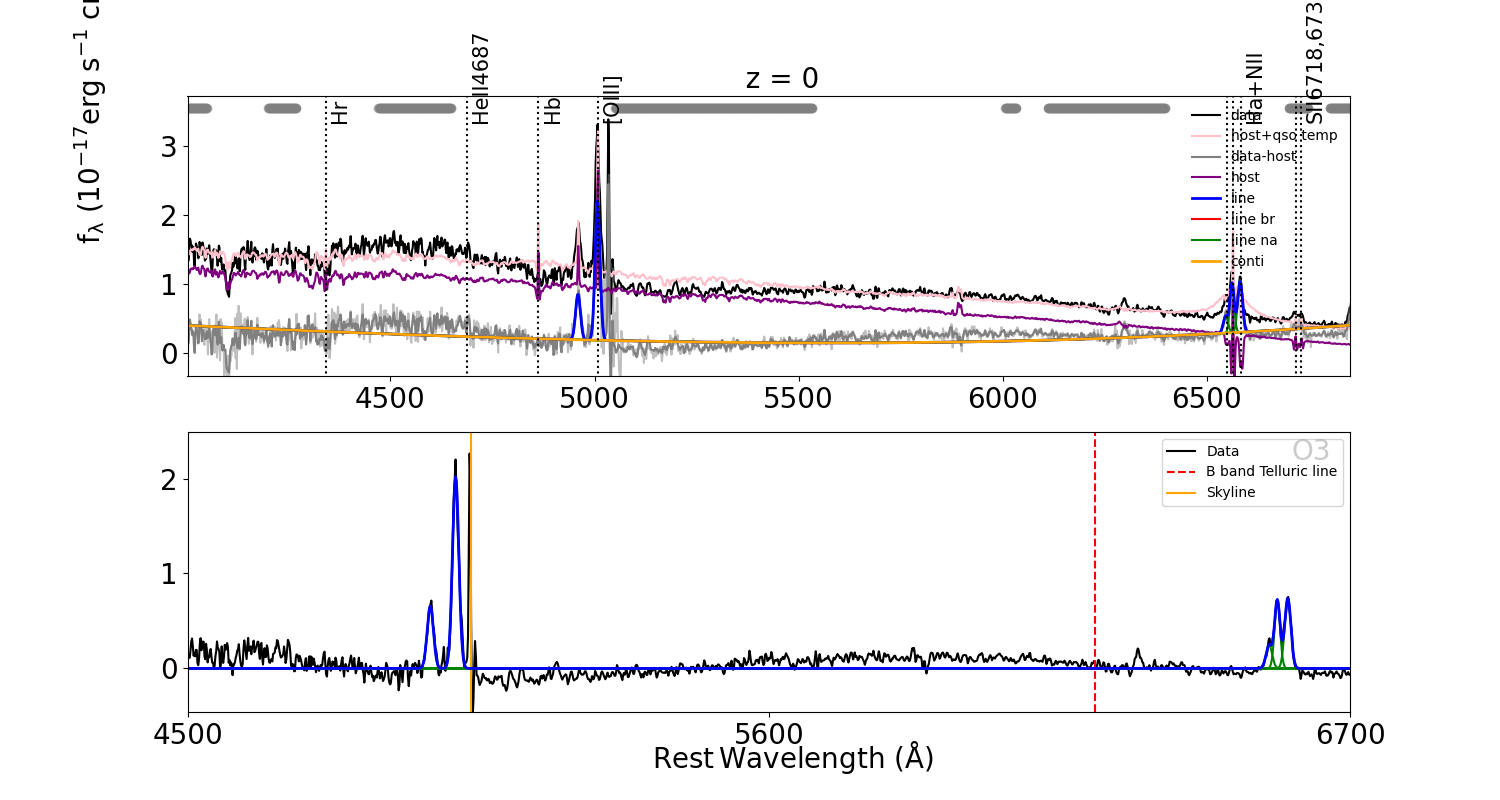 z = 0
f_λ (10^−17 erg s^−1
Hr
HeII4687
Hb
[OIII]
Ha+NII
SII6718,673
data
host+qso temp
data-host
host
line
line br
line na
conti
3
2
1
0
4500 5000 5500 6000 6500
O3
Data
B band Telluric line
Skyline
2
1
0
4500 5600 6700
Rest Wavelength (Å)